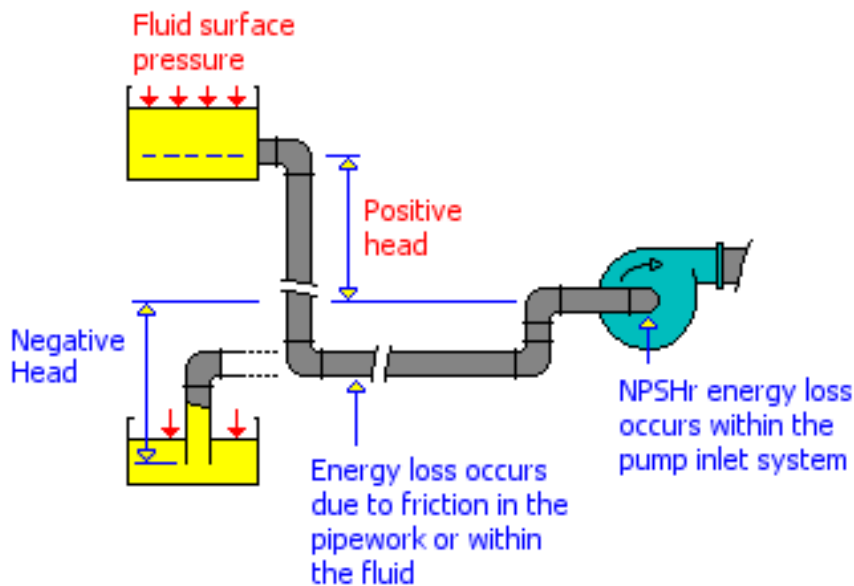 Fluid surface
pressure
Positive
head
Negative
Head
NPSHr energy loss
occurs within the
pump inlet system
Energy loss occurs
due to friction in the
pipework or within
the fluid